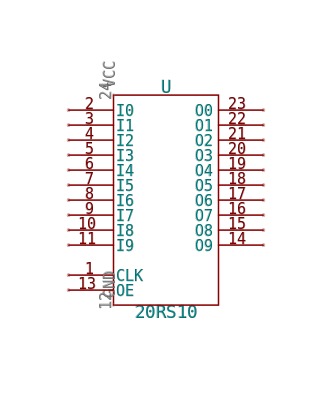 24 VCC
U
2 I0 O0 23
3 I1 O1 22
4 I2 O2 21
5 I3 O3 20
6 I4 O4 19
7 I5 O5 18
8 I6 O6 17
9 I7 O7 16
10 I8 O8 15
11 I9 O9 14
1 CLK
13 OE
12 GND
20RS10